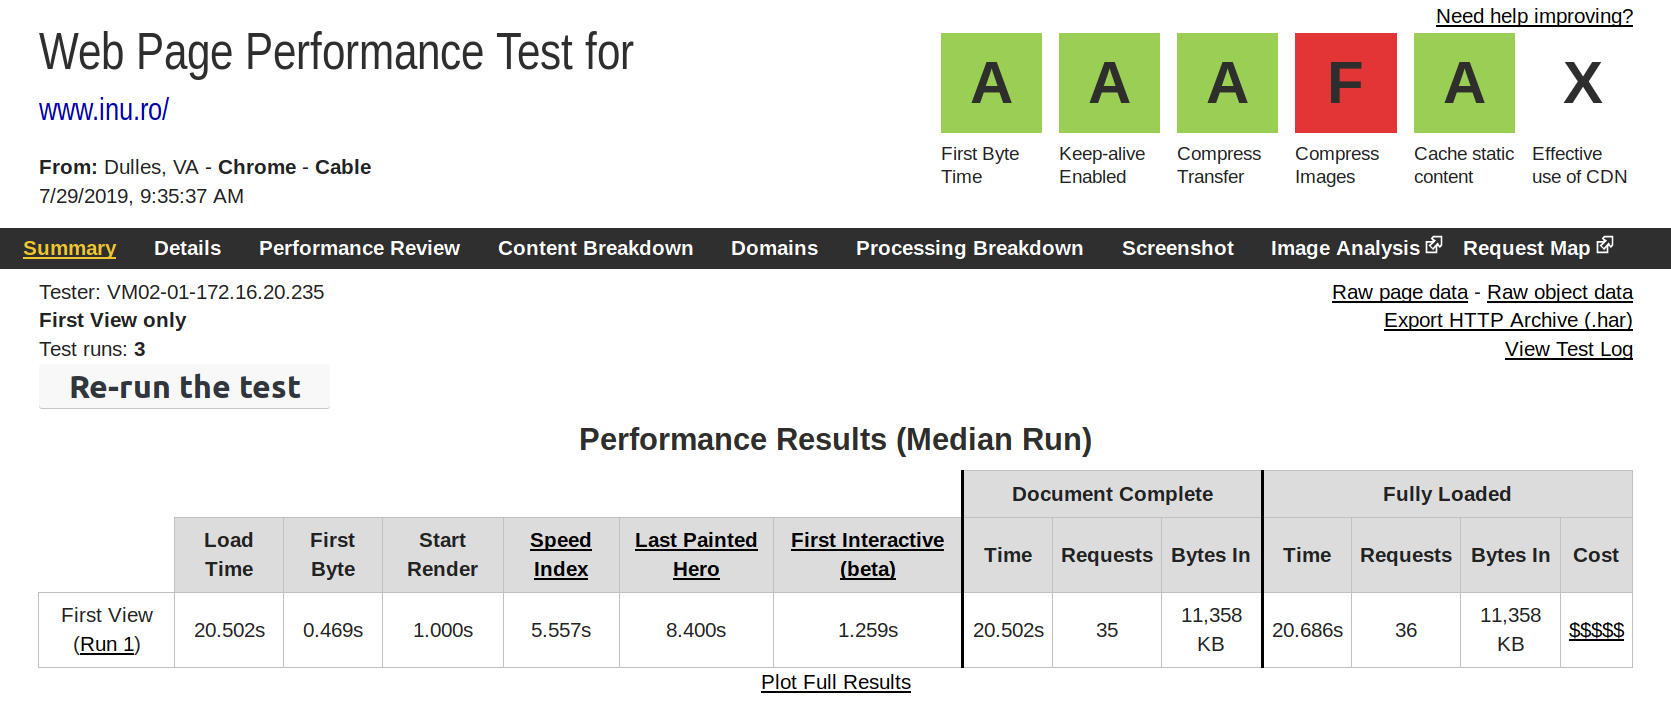 Need help improving?
Web Page Performance Test for
www.inu.ro/
From: Dulles, VA - Chrome - Cable
7/29/2019, 9:35:37 AM
A A A F A X
First Byte Time
Keep-alive Enabled
Compress Transfer
Compress Images
Cache static content
Effective use of CDN
Summary Details Performance Review Content Breakdown Domains Processing Breakdown Screenshot Image Analysis Request Map
Tester: VM02-01-172.16.20.235
First View only
Test runs: 3
Re-run the test
Raw page data - Raw object data
Export HTTP Archive (.har)
View Test Log
Performance Results (Median Run)
Document Complete Fully Loaded
Load Time First Byte Start Render Speed Index Last Painted Hero First Interactive (beta) Time Requests Bytes In Time Requests Bytes In Cost
First View (Run 1) 20.502s 0.469s 1.000s 5.557s 8.400s 1.259s 20.502s 35 11,358 KB 20.686s 36 11,358 KB $$$$$
Plot Full Results